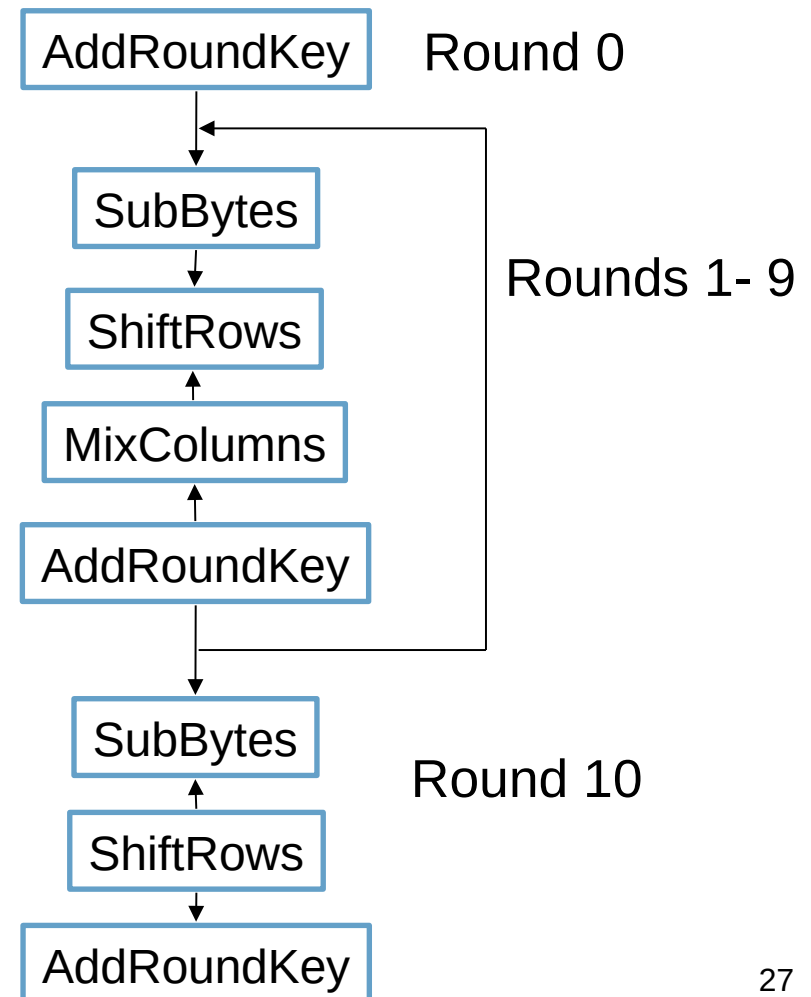 AddRoundKey Round 0
SubBytes
Rounds 1- 9
ShiftRows
MixColumns
AddRoundKey
SubBytes
Round 10
ShiftRows
AddRoundKey
27